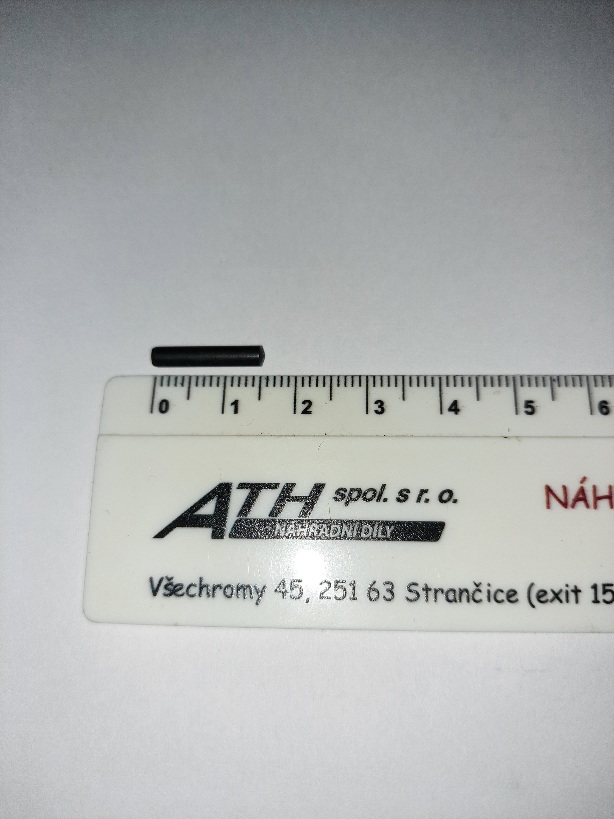 0 1 2 3 4 5 6
ATH spol. s r. o.
NÁHRADNÍ DÍLY
NÁH
Všechromy 45, 251 63 Strančice (exit 15